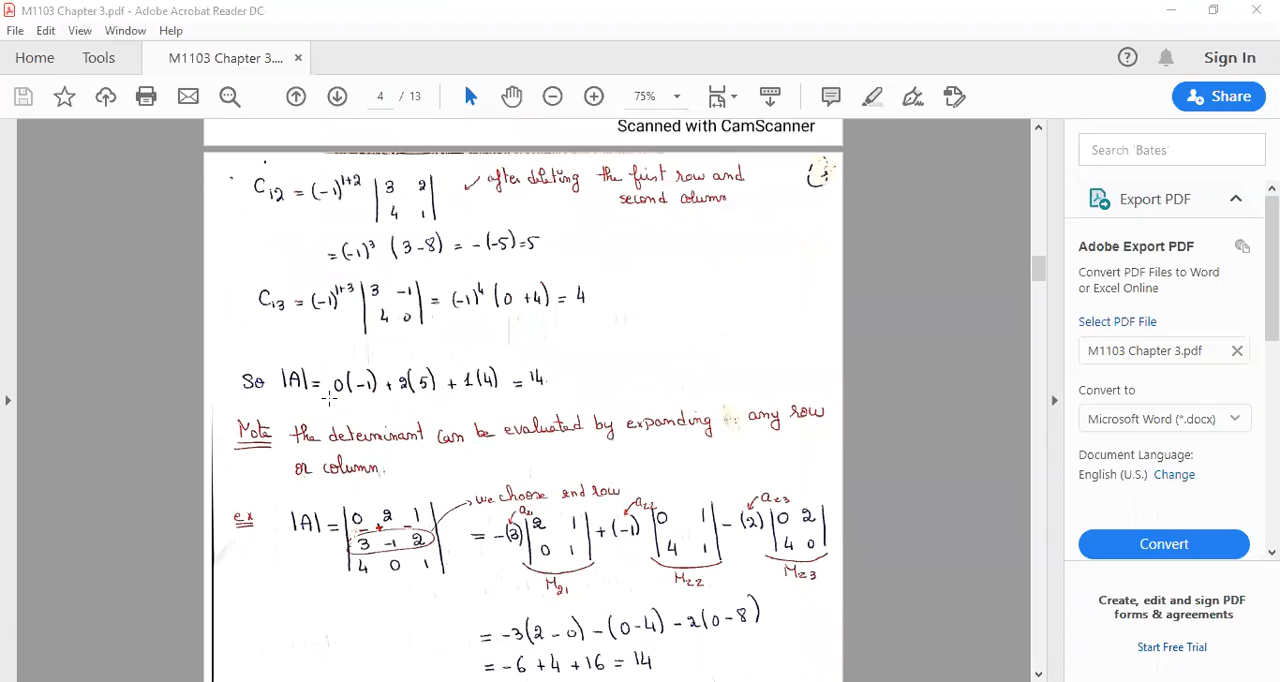 M1103 Chapter 3.pdf - Adobe Acrobat Reader DC
File Edit View Window Help
Home Tools M1103 Chapter 3.... × Sign In
4 / 13 75% Share
Scanned with CamScanner
C12 = (-1)^1+2 | 3 2 | after deleting the first row and
| 4 1 | second column
= (-1)^3 (3-8) = -(-5)=5
C13 = (-1)^1+3 | 3 -1 | = (-1)^4 (0 +4) = 4
| 4 0 |
So |A| = 0(-1) + 2(5) + 1(4) = 14.
Note the determinant can be evaluated by expanding any row
or column.
we choose 2nd row
ex |A| = | 0 2 1 | = -(3) | 2 1 | + (-1) | 0 1 | - (2) | 0 2 |
a21 a22 a23
- + -
| 3 -1 2 | | 0 1 | | 4 1 | | 4 0 |
| 4 0 1 | M21 M22 M23
= -3(2-0) -(0-4) -2(0-8)
= -6 +4 +16 = 14
Search 'Bates'
Export PDF
Adobe Export PDF
Convert PDF Files to Word
or Excel Online
Select PDF File
M1103 Chapter 3.pdf
Convert to
Microsoft Word (*.docx)
Document Language:
English (U.S.) Change
Convert
Create, edit and sign PDF
forms & agreements
Start Free Trial